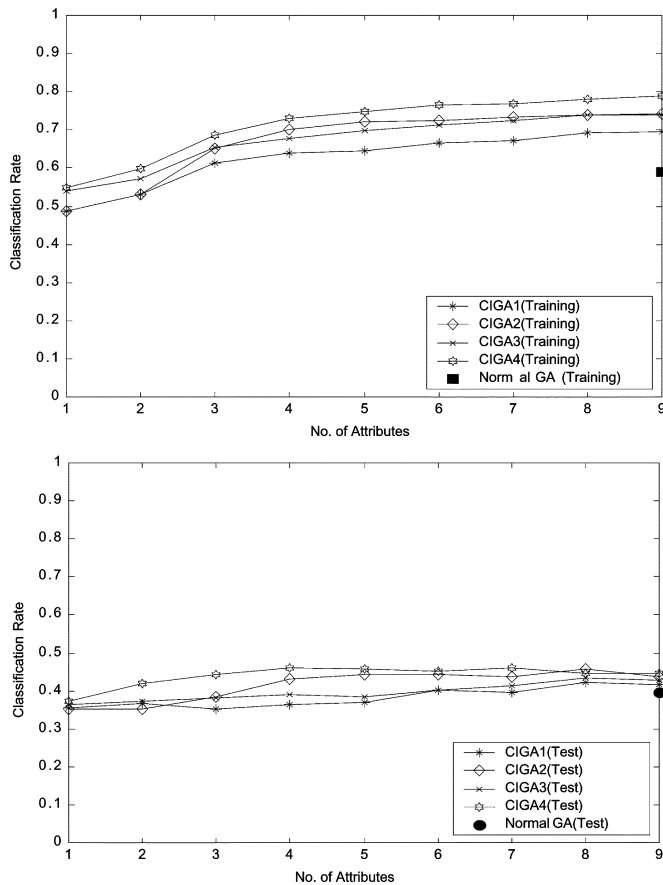 1
0.9
0.8
0.7
0.6
0.5
0.4
0.3
0.2
0.1
0
Classification Rate
CIGA1(Training)
CIGA2(Training)
CIGA3(Training)
CIGA4(Training)
Norm al GA (Training)
1 2 3 4 5 6 7 8 9
No. of Attributes
1
0.9
0.8
0.7
0.6
0.5
0.4
0.3
0.2
0.1
0
Classification Rate
CIGA1(Test)
CIGA2(Test)
CIGA3(Test)
CIGA4(Test)
Normal GA(Test)
1 2 3 4 5 6 7 8 9
No. of Attributes